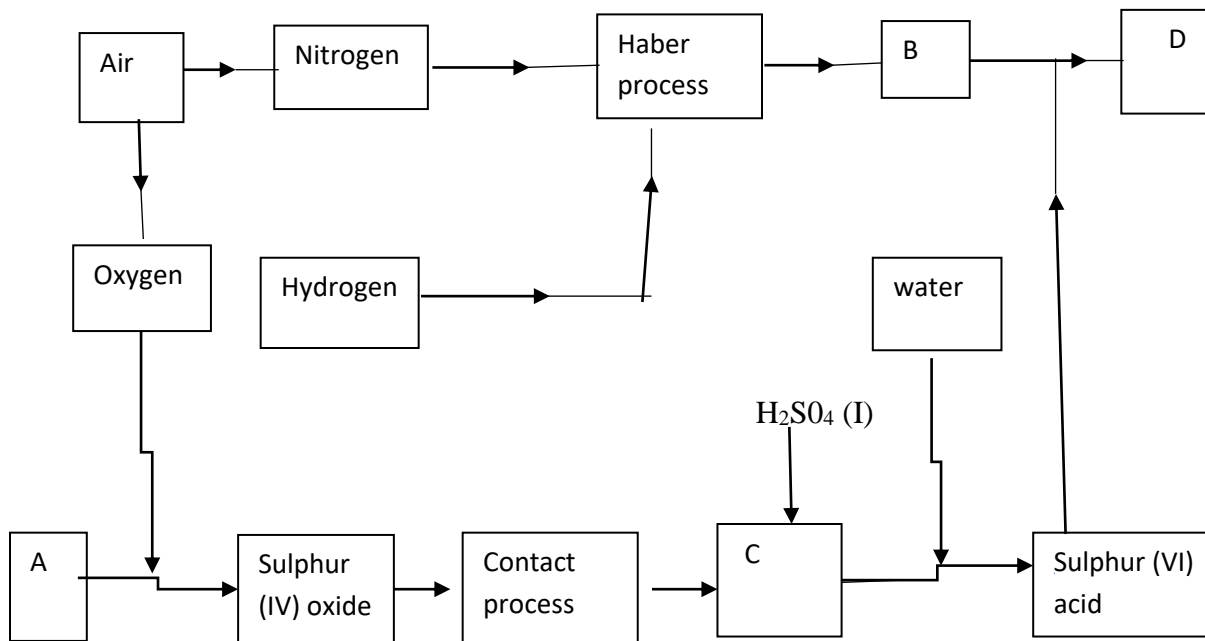 Air
Nitrogen
Haber
process
B
D
Oxygen
Hydrogen
water
H₂S0₄ (I)
A
Sulphur
(IV) oxide
Contact
process
C
Sulphur (VI)
acid